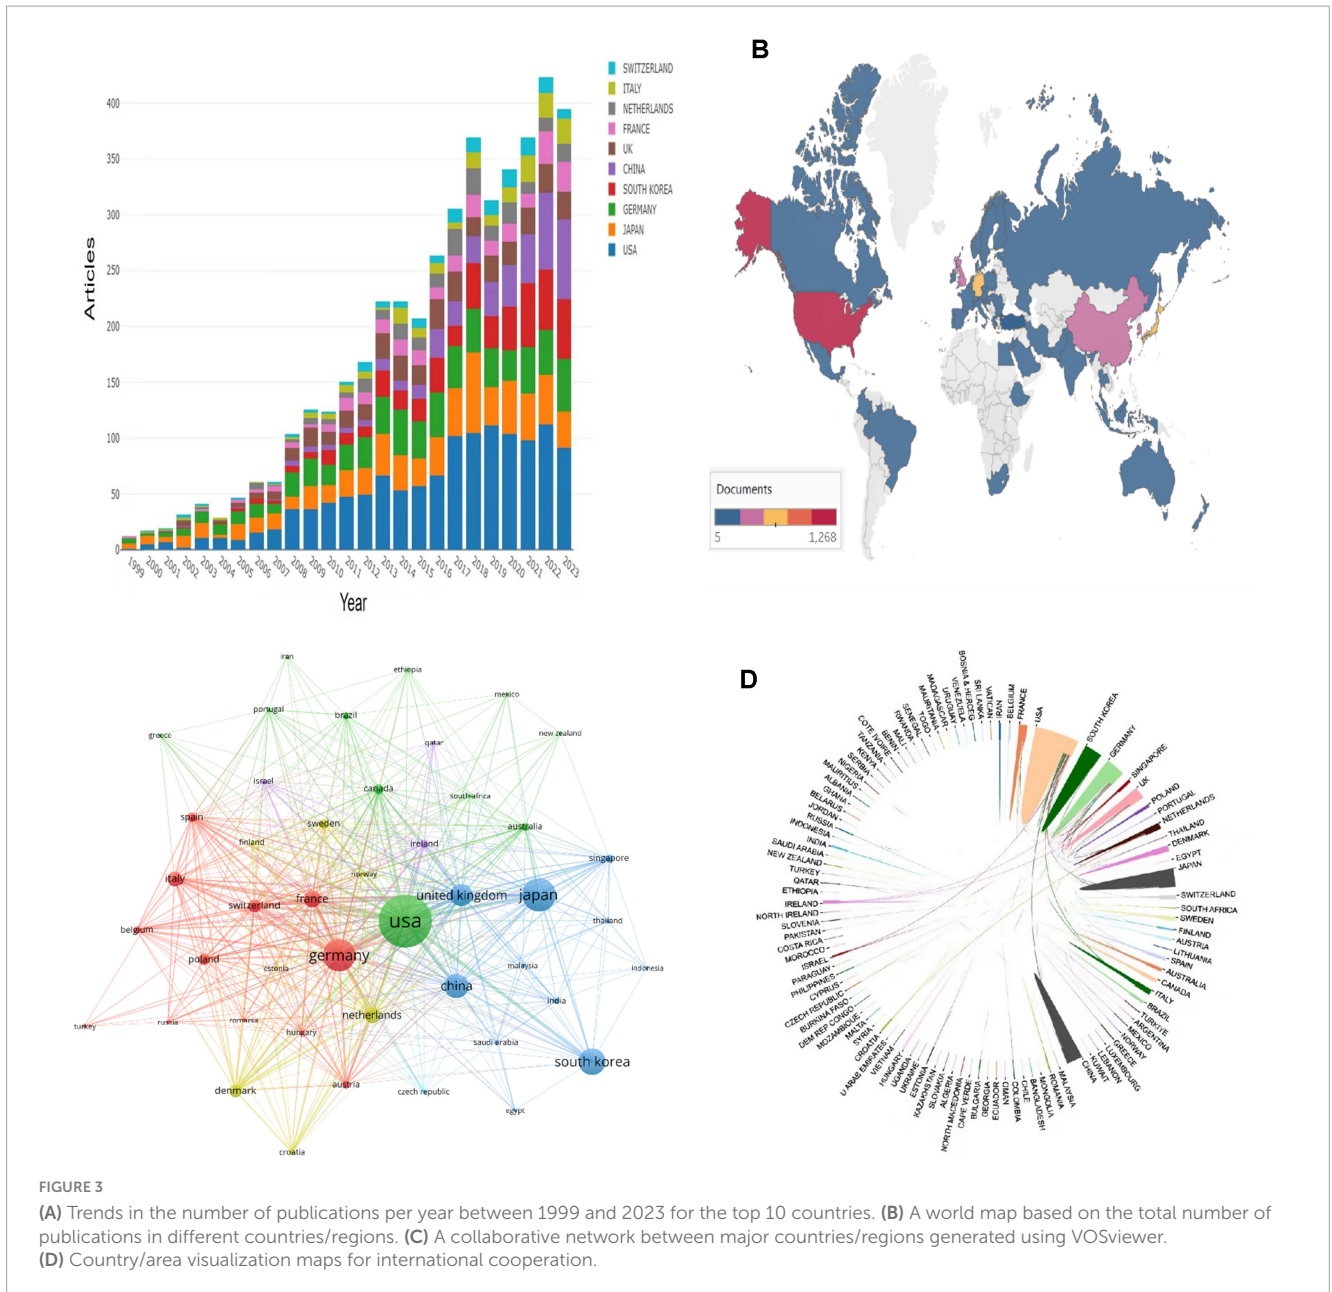 B
SWITZERLAND
ITALY
NETHERLANDS
FRANCE
UK
CHINA
SOUTH KOREA
GERMANY
JAPAN
USA
400
350
300
250
200
150
100
50
0
Articles
1999
2000
2001
2002
2003
2004
2005
2006
2007
2008
2009
2010
2011
2012
2013
2014
2015
2016
2017
2018
2019
2020
2021
2022
2023
Year
Documents
5
1,268
iran
ethiopia
mexico
portugal
brazil
greece
qatar
new zealand
israel
canada
south africa
spain
sweden
australia
finland
ireland
singapore
norway
italy
france
united kingdom
japan
switzerland
usa
thailand
belgium
germany
poland
estonia
malaysia
indonesia
china
india
netherlands
turkey
russia
romania
hungary
saudi arabia
south korea
denmark
austria
czech republic
egypt
croatia
D
IRAN
BELGIUM
FRANCE
USA
SOUTH KOREA
GERMANY
SINGAPORE
UK
POLAND
PORTUGAL
NETHERLANDS
THAILAND
DENMARK
EGYPT
JAPAN
SWITZERLAND
SOUTH AFRICA
SWEDEN
FINLAND
AUSTRIA
LITHUANIA
SPAIN
AUSTRALIA
CANADA
ITALY
BRAZIL
TURKIYE
ARGENTINA
MEXICO
NORWAY
GREECE
LUXEMBOURG
LEBANON
KUWAIT
CHINA
MALAYSIA
ROMANIA
MONGOLIA
BANGLADESH
CHILE
COLOMBIA
OMAN
ECUADOR
GEORGIA
BULGARIA
CAPE VERDE
NORTH MACEDONIA
ALGERIA
SLOVAKIA
KAZAKHSTAN
ESTONIA
UKRAINE
UGANDA
HUNGARY
VIETNAM
U ARAB EMIRATES
CROATIA
SYRIA
MALTA
MOZAMBIQUE
DEM REP CONGO
BURKINA FASO
CZECH REPUBLIC
CYPRUS
PHILIPPINES
PARAGUAY
ISRAEL
MOROCCO
COSTA RICA
PAKISTAN
SLOVENIA
NORTH IRELAND
IRELAND
ETHIOPIA
QATAR
TURKEY
NEW ZEALAND
SAUDI ARABIA
INDIA
INDONESIA
RUSSIA
JORDAN
BELARUS
GHANA
ALBANIA
MAURITIUS
NIGERIA
SERBIA
KENYA
TANZANIA
COTE IVOIRE
BENIN
MALI
RWANDA
SENEGAL
TOGO
MAURITANIA
MADAGASCAR
URUGUAY
VENEZUELA
BOSNIA & HERCEG
SRI LANKA
VATICAN
FIGURE 3
(A) Trends in the number of publications per year between 1999 and 2023 for the top 10 countries. (B) A world map based on the total number of
publications in different countries/regions. (C) A collaborative network between major countries/regions generated using VOSviewer.
(D) Country/area visualization maps for international cooperation.